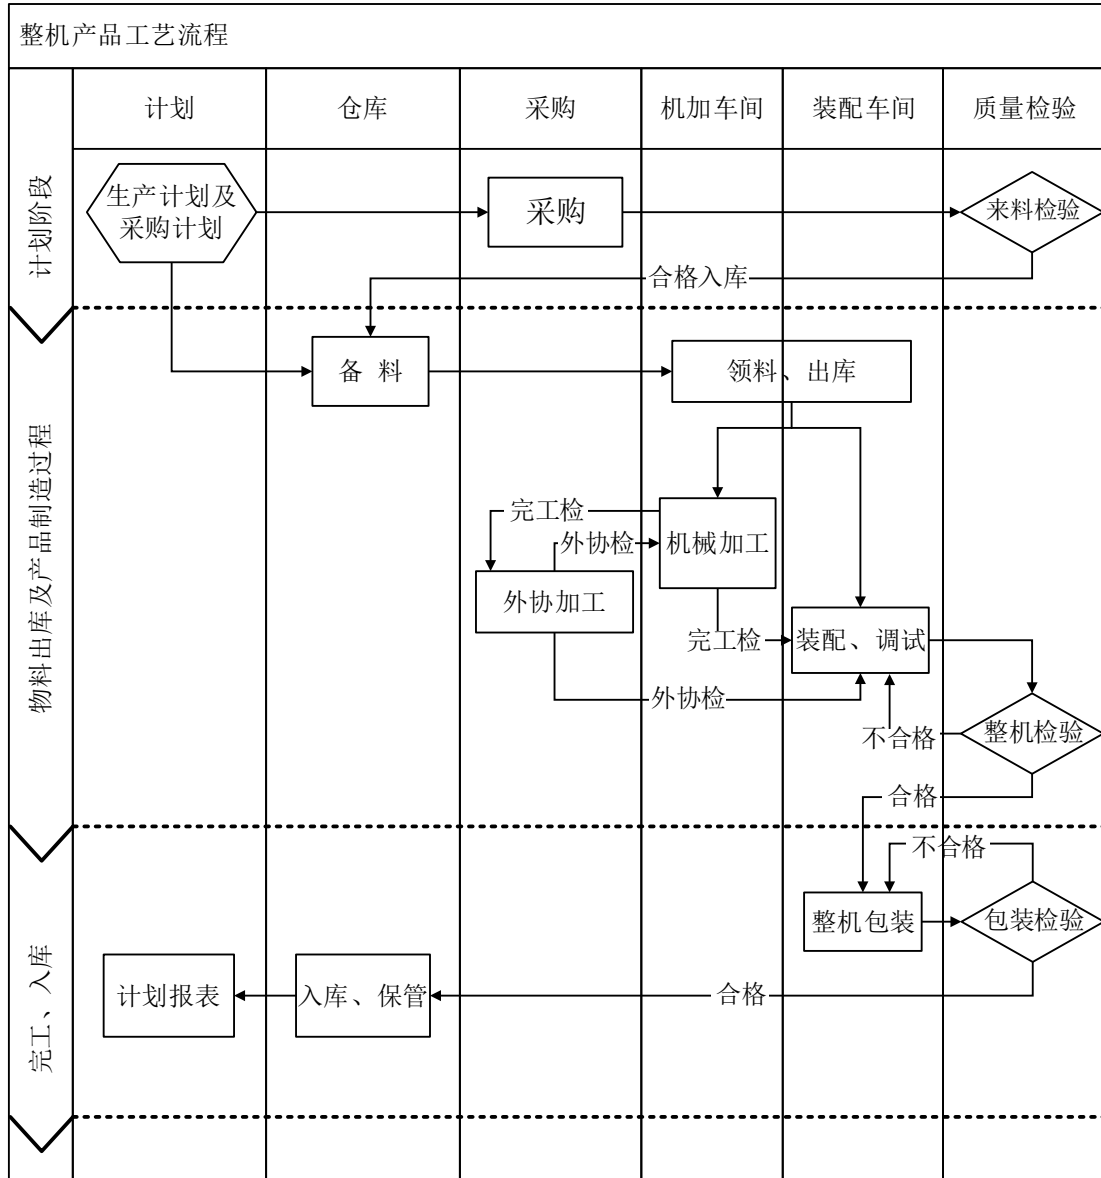 整机产品工艺流程
计划
仓库
采购
机加车间
装配车间
质量检验
计划阶段
生产计划及
采购计划
采购
来料检验
合格入库
物料出库及产品制造过程
备 料
领料、出库
完工检
外协检
机械加工
外协加工
完工检
装配、调试
外协检
不合格
整机检验
合格
完工、入库
不合格
整机包装
包装检验
计划报表
入库、保管
合格